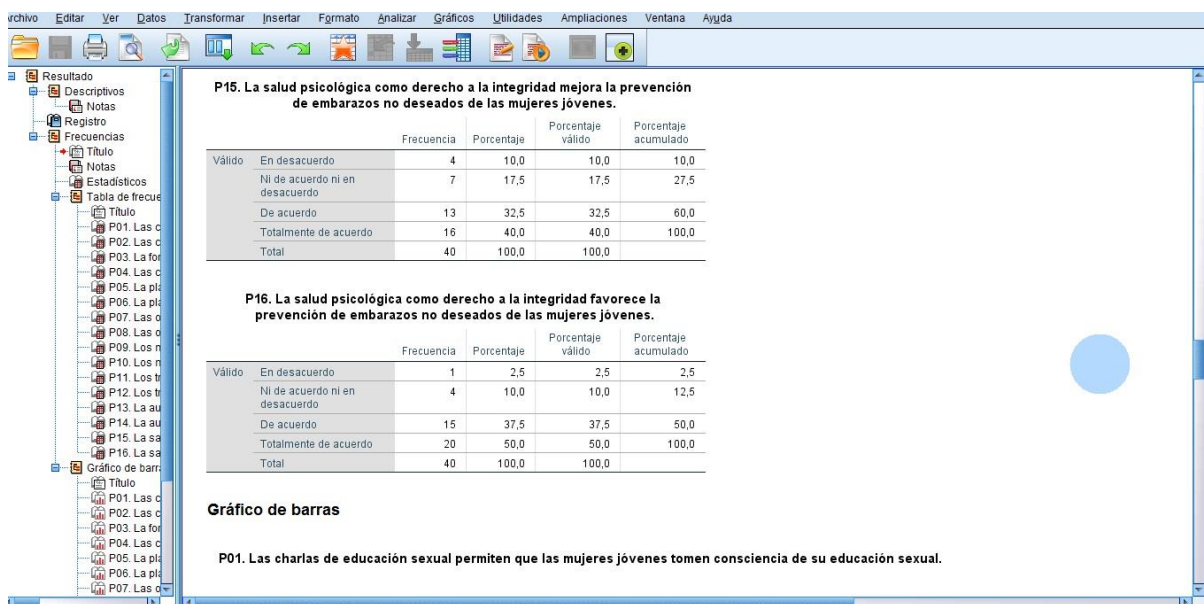 Archivo Editar Ver Datos Transformar Insertar Formato Analizar Gráficos Utilidades Ampliaciones Ventana Ayuda
Resultado
Descriptivos
Notas
Registro
Frecuencias
Título
Notas
Estadísticos
Tabla de frecue
Título
P01. Las c
P02. Las c
P03. La for
P04. Las c
P05. La pla
P06. La pla
P07. Las o
P08. Las o
P09. Los m
P10. Los m
P11. Los tr
P12. Los tr
P13. La au
P14. La au
P15. La sa
P16. La sa
Gráfico de barra
Título
P01. Las c
P02. Las c
P03. La for
P04. Las c
P05. La pla
P06. La pla
P07. Las o
P15. La salud psicológica como derecho a la integridad mejora la prevención
de embarazos no deseados de las mujeres jóvenes.
Frecuencia Porcentaje Porcentaje válido Porcentaje acumulado
Válido En desacuerdo 4 10,0 10,0 10,0
Ni de acuerdo ni en desacuerdo 7 17,5 17,5 27,5
De acuerdo 13 32,5 32,5 60,0
Totalmente de acuerdo 16 40,0 40,0 100,0
Total 40 100,0 100,0
P16. La salud psicológica como derecho a la integridad favorece la
prevención de embarazos no deseados de las mujeres jóvenes.
Frecuencia Porcentaje Porcentaje válido Porcentaje acumulado
Válido En desacuerdo 1 2,5 2,5 2,5
Ni de acuerdo ni en desacuerdo 4 10,0 10,0 12,5
De acuerdo 15 37,5 37,5 50,0
Totalmente de acuerdo 20 50,0 50,0 100,0
Total 40 100,0 100,0
Gráfico de barras
P01. Las charlas de educación sexual permiten que las mujeres jóvenes tomen consciencia de su educación sexual.